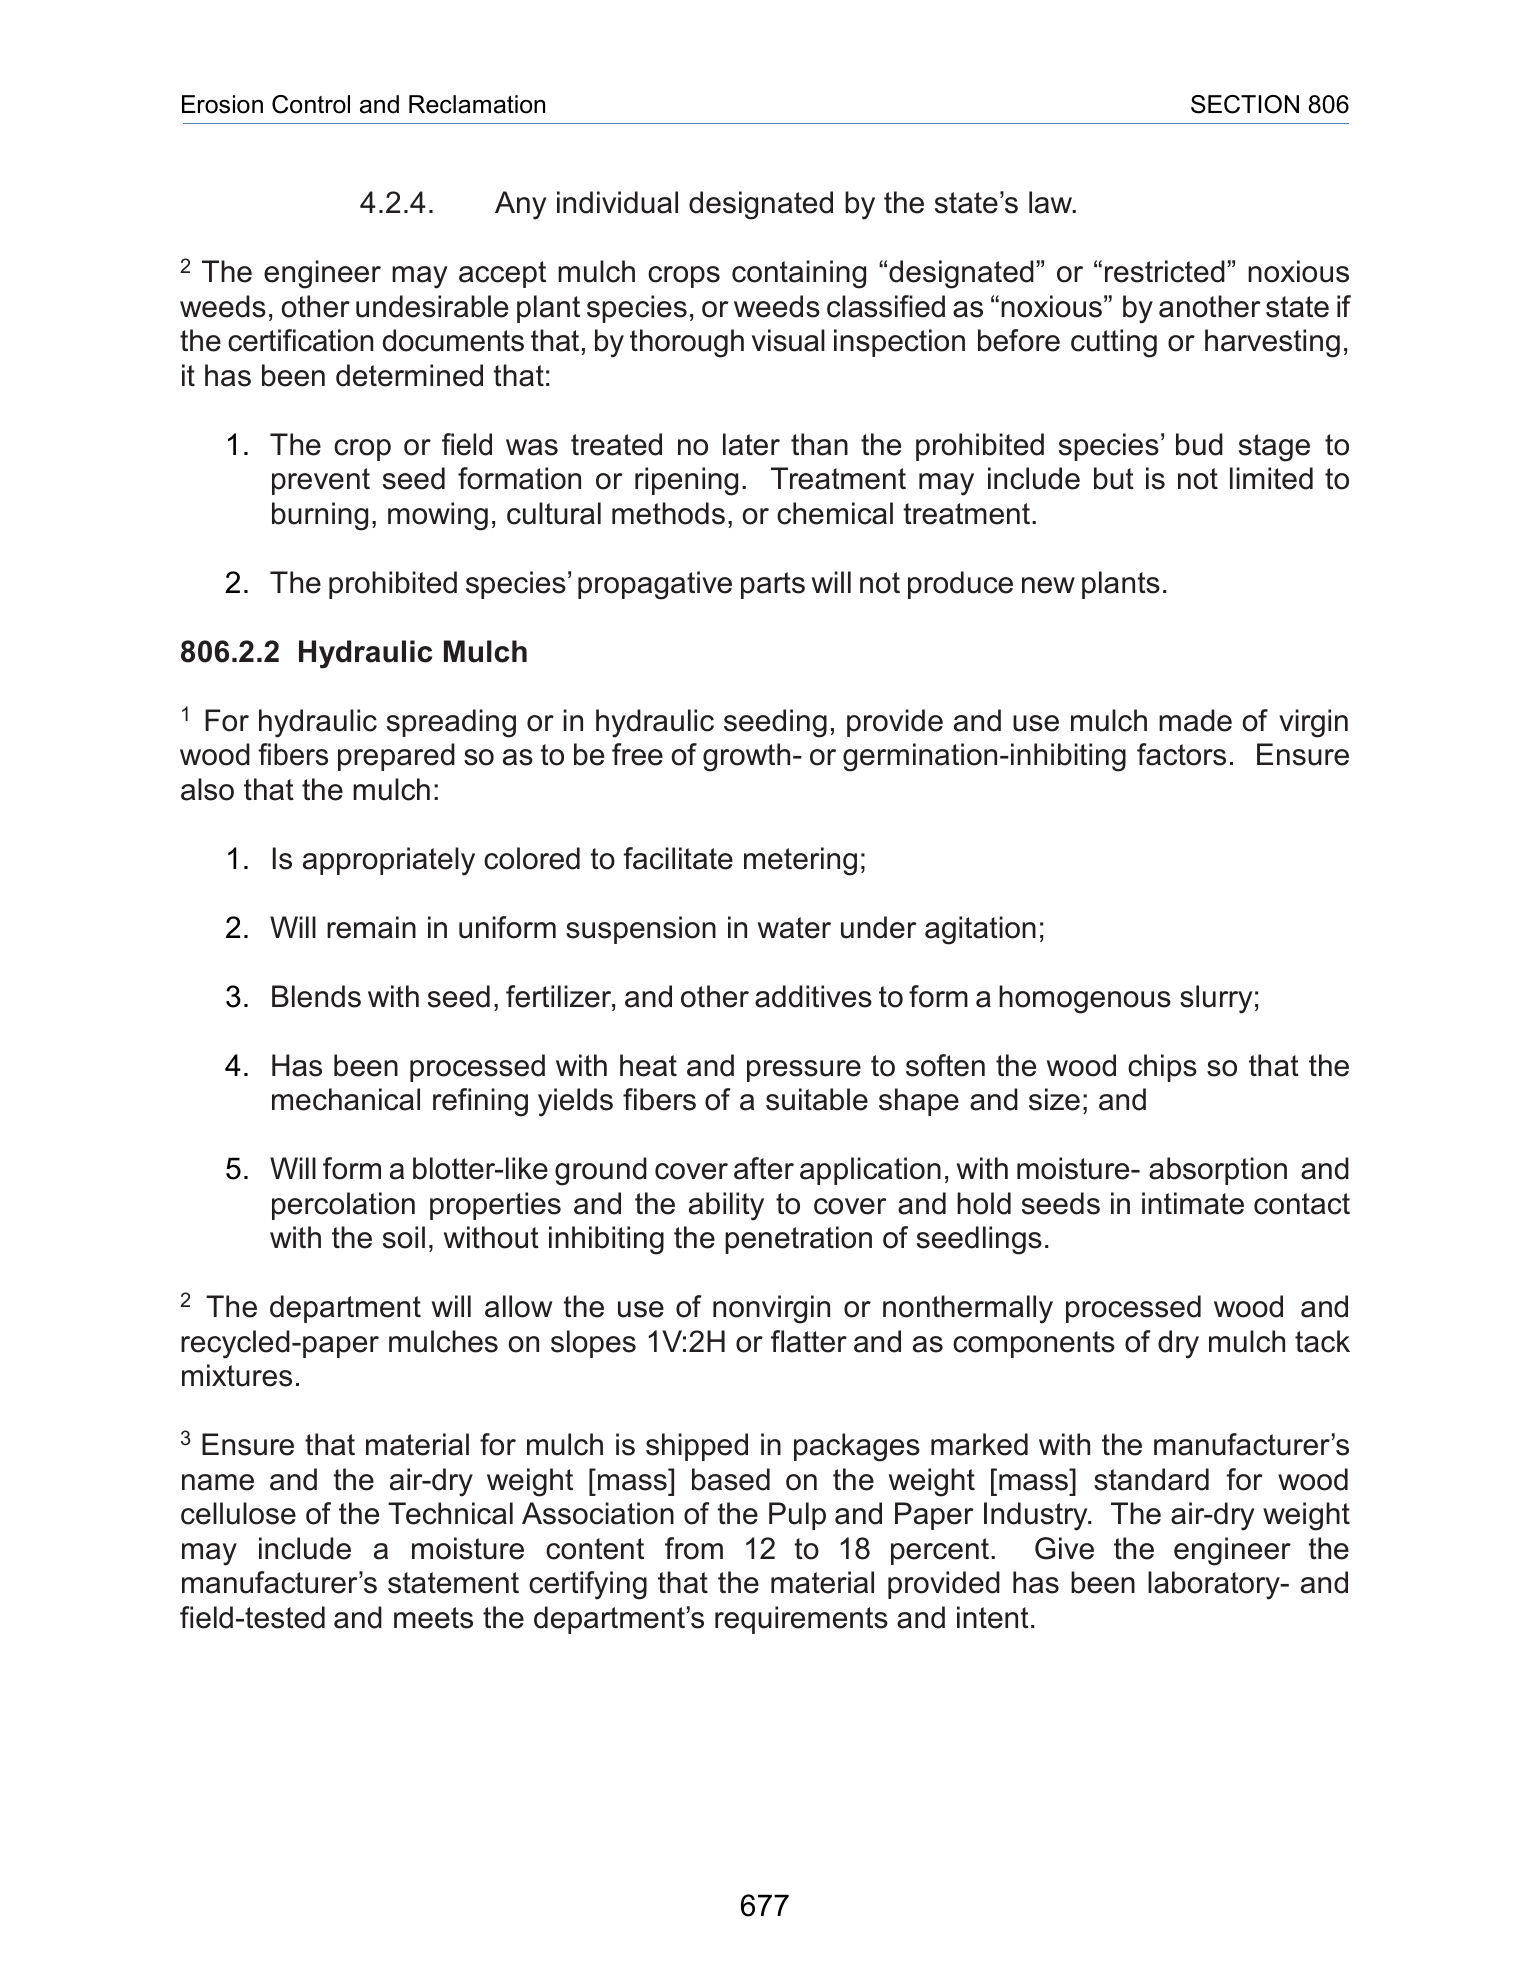 Erosion Control and Reclamation SECTION 806
4.2.4. Any individual designated by the state’s law.
2 The engineer may accept mulch crops containing “designated” or “restricted” noxious
weeds, other undesirable plant species, or weeds classified as “noxious” by another state if
the certification documents that, by thorough visual inspection before cutting or harvesting,
it has been determined that:
1. The crop or field was treated no later than the prohibited species’ bud stage to
prevent seed formation or ripening. Treatment may include but is not limited to
burning, mowing, cultural methods, or chemical treatment.
2. The prohibited species’ propagative parts will not produce new plants.
806.2.2 Hydraulic Mulch
1 For hydraulic spreading or in hydraulic seeding, provide and use mulch made of virgin
wood fibers prepared so as to be free of growth- or germination-inhibiting factors. Ensure
also that the mulch:
1. Is appropriately colored to facilitate metering;
2. Will remain in uniform suspension in water under agitation;
3. Blends with seed, fertilizer, and other additives to form a homogenous slurry;
4. Has been processed with heat and pressure to soften the wood chips so that the
mechanical refining yields fibers of a suitable shape and size; and
5. Will form a blotter-like ground cover after application, with moisture- absorption and
percolation properties and the ability to cover and hold seeds in intimate contact
with the soil, without inhibiting the penetration of seedlings.
2 The department will allow the use of nonvirgin or nonthermally processed wood and
recycled-paper mulches on slopes 1V:2H or flatter and as components of dry mulch tack
mixtures.
3 Ensure that material for mulch is shipped in packages marked with the manufacturer’s
name and the air-dry weight [mass] based on the weight [mass] standard for wood
cellulose of the Technical Association of the Pulp and Paper Industry. The air-dry weight
may include a moisture content from 12 to 18 percent. Give the engineer the
manufacturer’s statement certifying that the material provided has been laboratory- and
field-tested and meets the department’s requirements and intent.
677